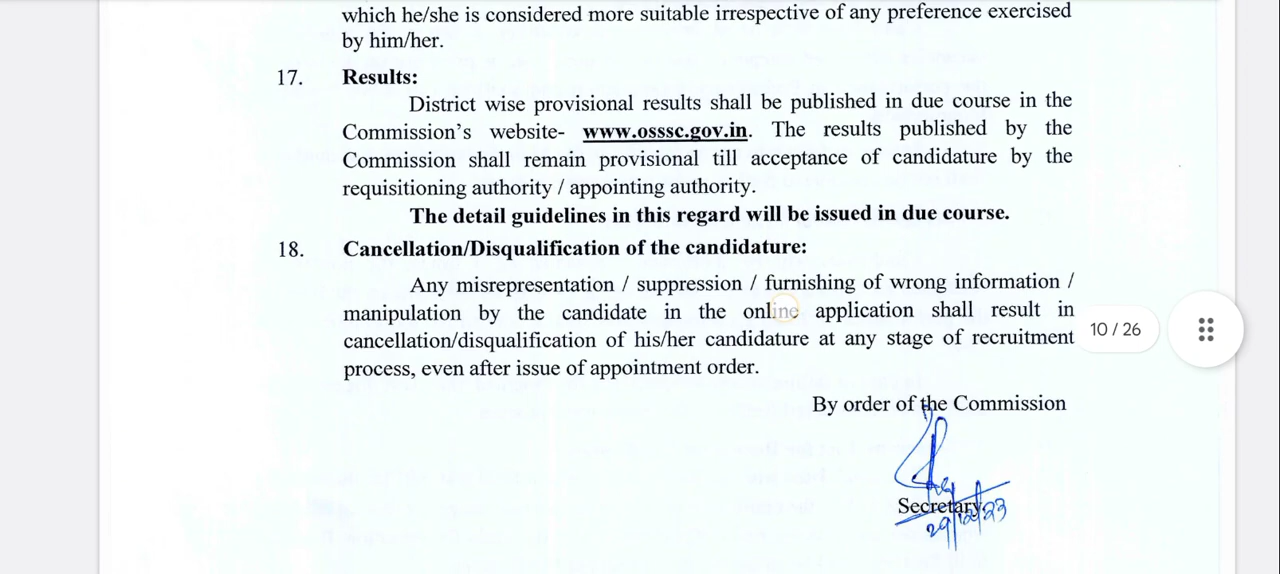 which he/she is considered more suitable irrespective of any preference exercised
by him/her.
17. Results:
District wise provisional results shall be published in due course in the
Commission's website- www.osssc.gov.in. The results published by the
Commission shall remain provisional till acceptance of candidature by the
requisitioning authority / appointing authority.
The detail guidelines in this regard will be issued in due course.
18. Cancellation/Disqualification of the candidature:
Any misrepresentation / suppression / furnishing of wrong information /
manipulation by the candidate in the online application shall result in
10 / 26
cancellation/disqualification of his/her candidature at any stage of recruitment
process, even after issue of appointment order.
By order of the Commission
Secretary
29/12/23